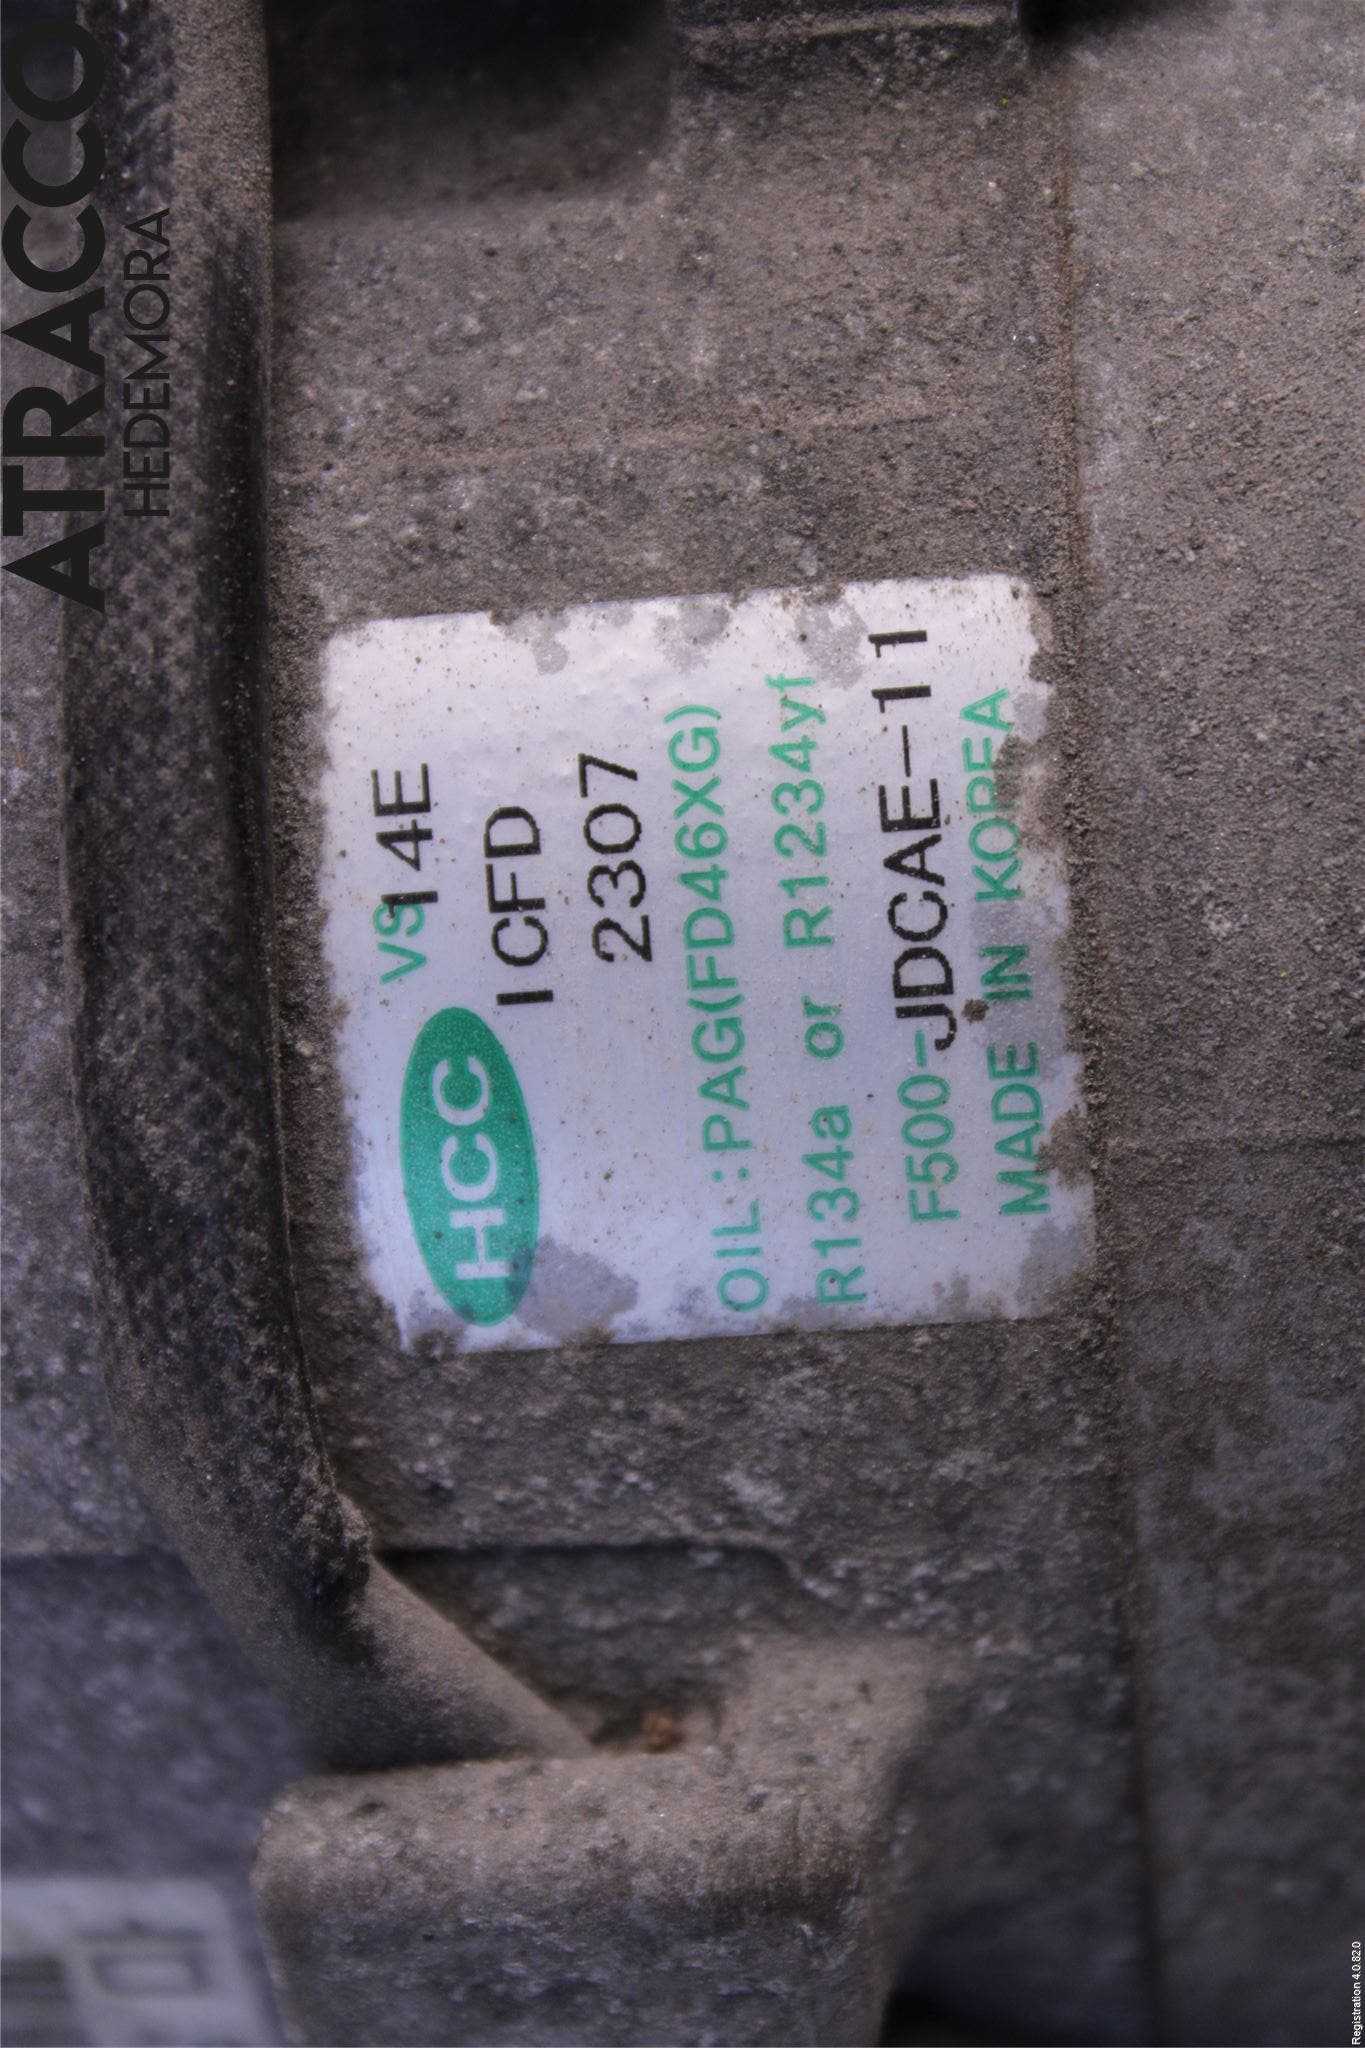 ATRACCO
HEDEMORA
HCC
VS14E
ICFD
2307
OIL:PAG(FD46XG)
R134a or R1234yf
F500-JDCAE-11
MADE IN KOREA
Registration 4.0.82.0